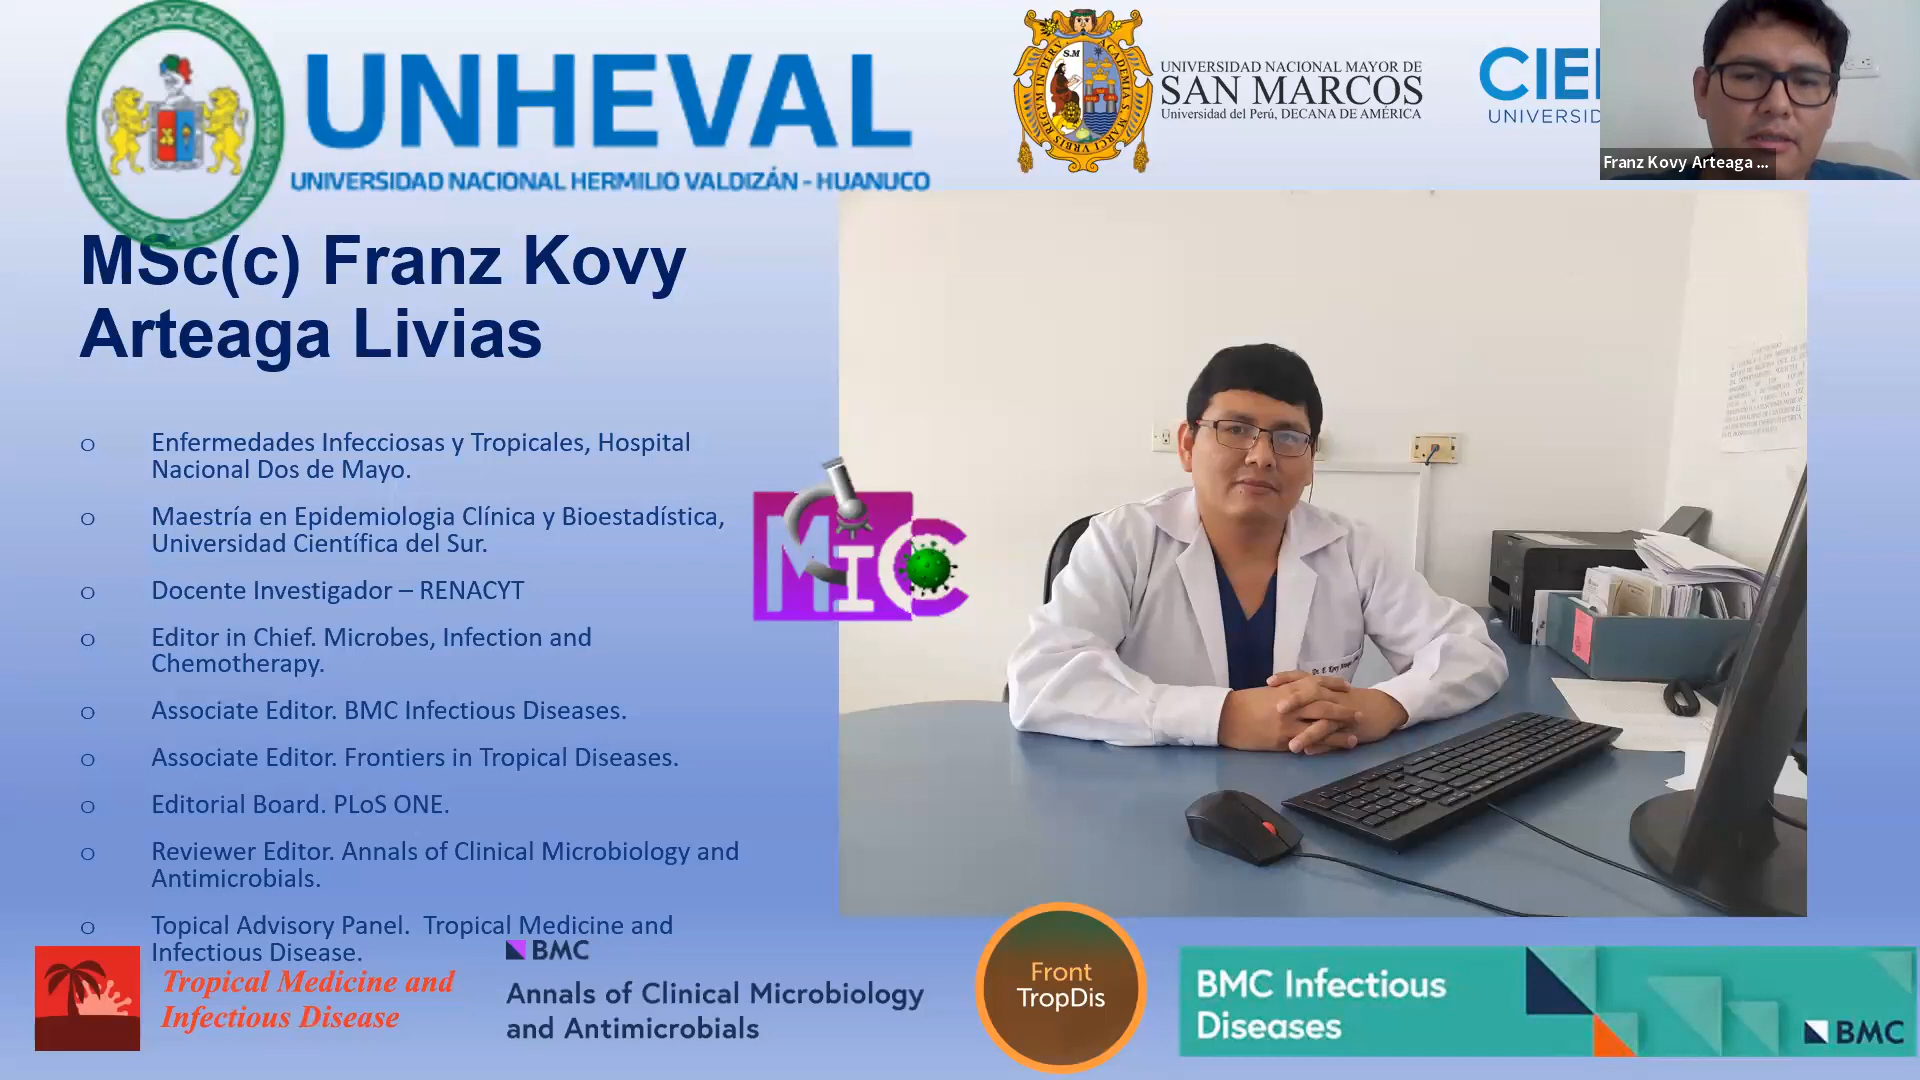 UNHEVAL
UNIVERSIDAD NACIONAL HERMILIO VALDIZÁN - HUANUCO
UNIVERSIDAD NACIONAL MAYOR DE
SAN MARCOS
Universidad del Perú, DECANA DE AMÉRICA
Franz Kovy Arteaga ...
MSc(c) Franz Kovy
Arteaga Livias
o Enfermedades Infecciosas y Tropicales, Hospital
Nacional Dos de Mayo.
o Maestría en Epidemiologia Clínica y Bioestadística,
Universidad Científica del Sur.
o Docente Investigador – RENACYT
o Editor in Chief. Microbes, Infection and
Chemotherapy.
o Associate Editor. BMC Infectious Diseases.
o Associate Editor. Frontiers in Tropical Diseases.
o Editorial Board. PLoS ONE.
o Reviewer Editor. Annals of Clinical Microbiology and
Antimicrobials.
o Topical Advisory Panel. Tropical Medicine and
Infectious Disease.
MIC
Tropical Medicine and
Infectious Disease
BMC
Annals of Clinical Microbiology
and Antimicrobials
Front
TropDis
BMC Infectious
Diseases
BMC